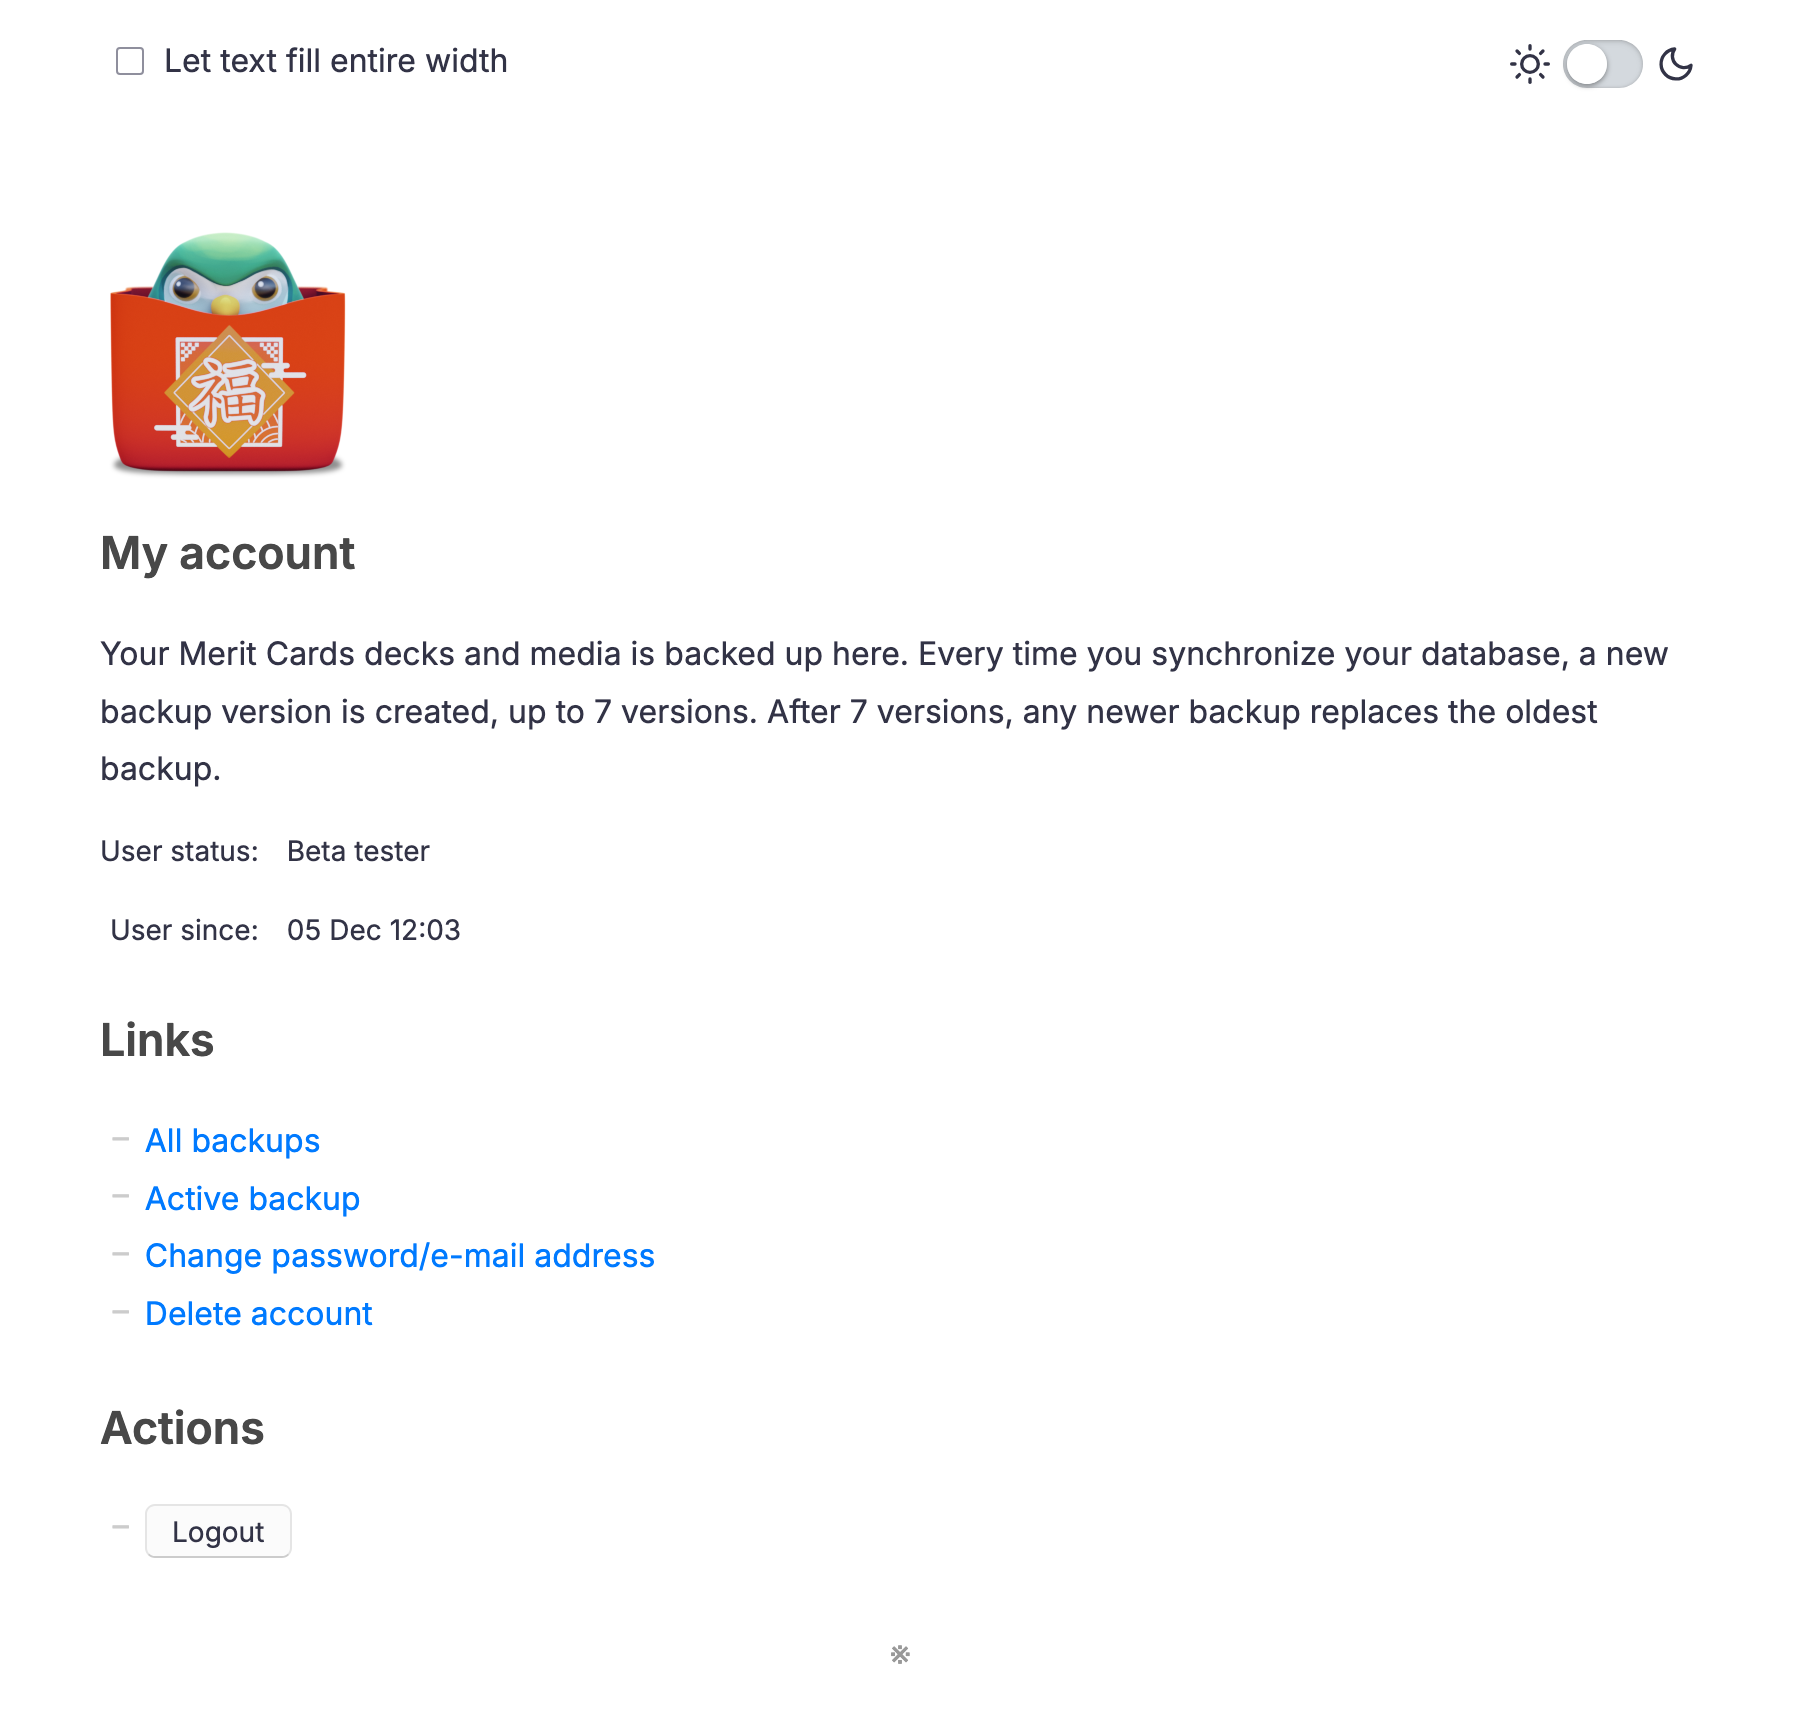 Let text fill entire width
福
My account
Your Merit Cards decks and media is backed up here. Every time you synchronize your database, a new
backup version is created, up to 7 versions. After 7 versions, any newer backup replaces the oldest
backup.
User status: Beta tester
User since: 05 Dec 12:03
Links
– All backups
– Active backup
– Change password/e-mail address
– Delete account
Actions
– Logout
※